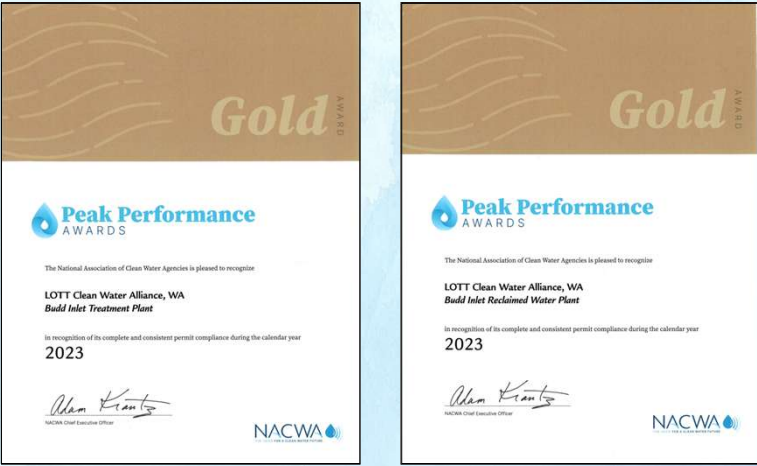 Gold
AWARD
Peak Performance
AWARDS
The National Association of Clean Water Agencies is pleased to recognize
LOTT Clean Water Alliance, WA
Budd Inlet Treatment Plant
in recognition of its complete and consistent permit compliance during the calendar year
2023
Adam Krantz
NACWA Chief Executive Officer
NACWA
Gold
AWARD
Peak Performance
AWARDS
The National Association of Clean Water Agencies is pleased to recognize
LOTT Clean Water Alliance, WA
Budd Inlet Reclaimed Water Plant
in recognition of its complete and consistent permit compliance during the calendar year
2023
Adam Krantz
NACWA Chief Executive Officer
NACWA